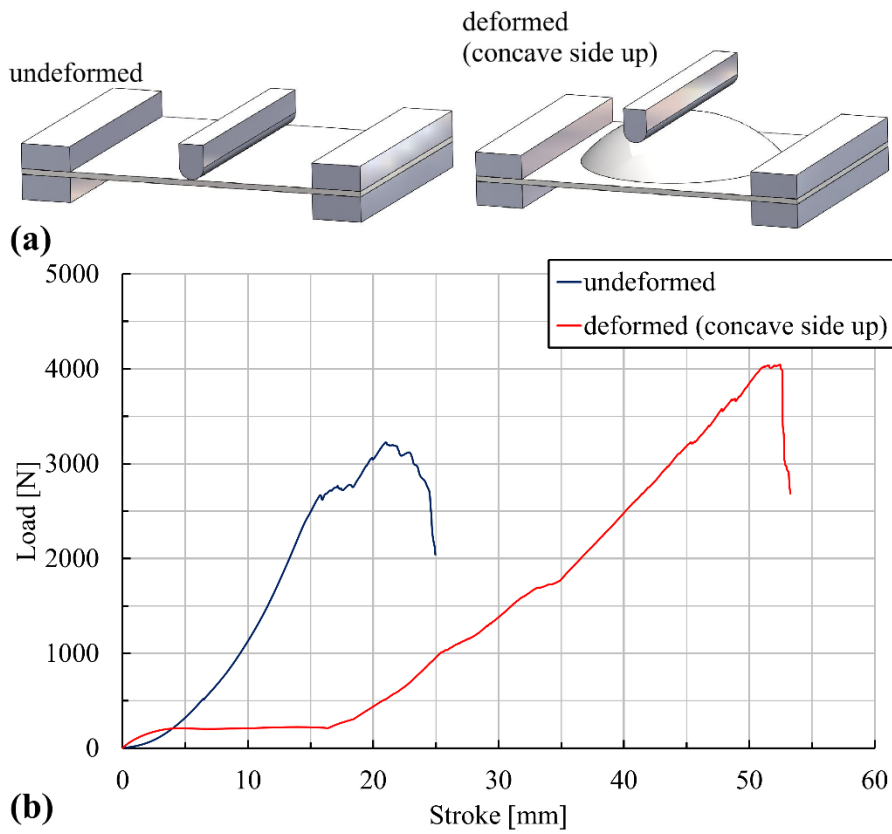 undeformed
deformed
(concave side up)
(a)
5000
4000
3000
2000
1000
0
Load [N]
undeformed
deformed (concave side up)
0
10
20
30
40
50
60
Stroke [mm]
(b)